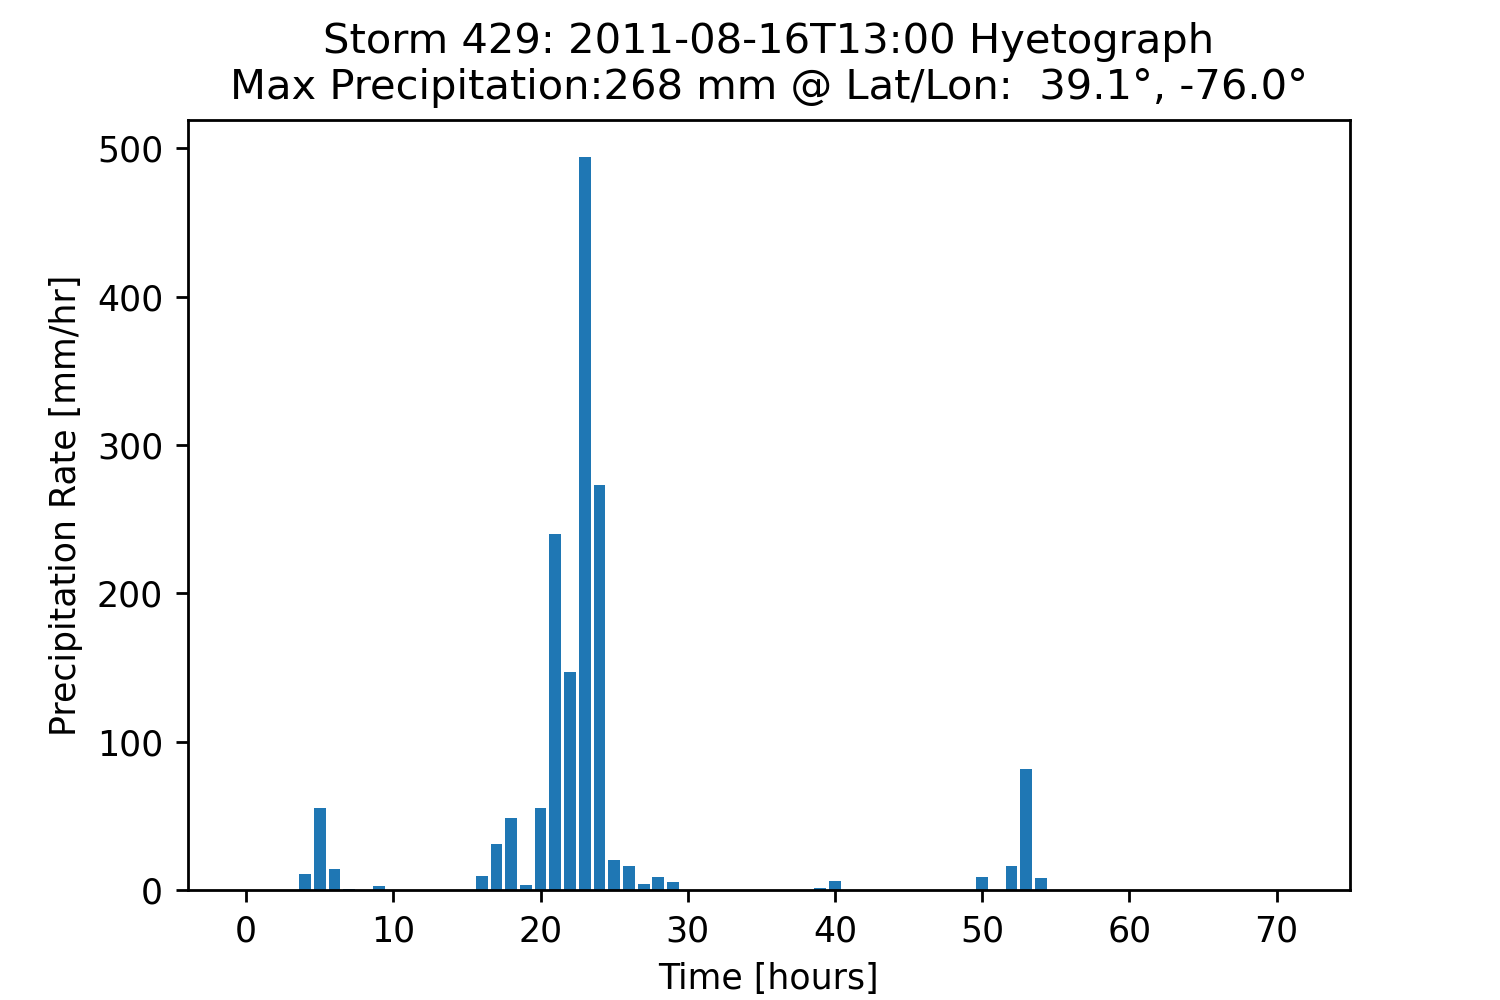 Storm 429: 2011-08-16T13:00 Hyetograph
Max Precipitation:268 mm @ Lat/Lon:  39.1°, -76.0°
Precipitation Rate [mm/hr]
500
400
300
200
100
0
0 10 20 30 40 50 60 70
Time [hours]